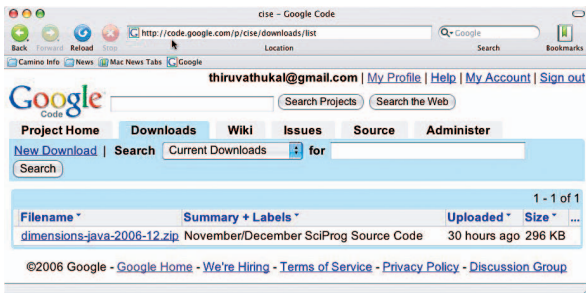 cise – Google Code
http://code.google.com/p/cise/downloads/list
Google
Back Forward Reload Stop Location Search Bookmarks
Camino Info News Mac News Tabs Google
thiruvathukal@gmail.com | My Profile | Help | My Account | Sign out
Google
Code
Search Projects Search the Web
Project Home Downloads Wiki Issues Source Administer
New Download | Search Current Downloads for
Search
1 - 1 of 1
Filename Summary + Labels Uploaded Size ...
dimensions-java-2006-12.zip November/December SciProg Source Code 30 hours ago 296 KB
©2006 Google - Google Home - We're Hiring - Terms of Service - Privacy Policy - Discussion Group